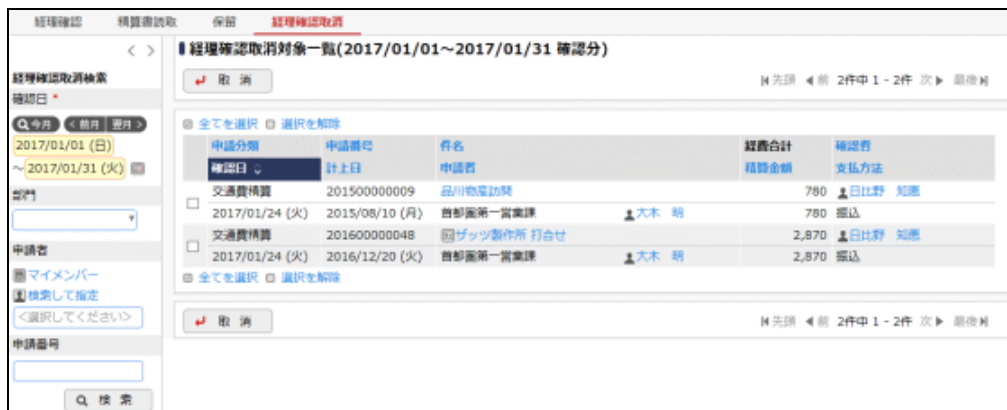 経理確認 精算書読取 保留 経理確認取消
経理確認取消検索
確認日 *
今月 <前月 翌月>
2017/01/01 (日)
～2017/01/31 (火)
部門
申請者
マイメンバー
検索して指定
<選択してください>
申請番号
検 索
経理確認取消対象一覧(2017/01/01～2017/01/31 確認分)
取 消 先頭 前 2件中 1 - 2件 次 最後
全てを選択 選択を解除
申請分類 申請番号 件名 経費合計 確認者
確認日 計上日 申請者 精算金額 支払方法
交通費精算 201500000009 品川物産訪問 780 日比野 知恵
2017/01/24 (火) 2015/08/10 (月) 首都圏第一営業課 大木 明 780 振込
交通費精算 201600000048 ザッツ製作所 打合せ 2,870 日比野 知恵
2017/01/24 (火) 2016/12/20 (火) 首都圏第一営業課 大木 明 2,870 振込
全てを選択 選択を解除
取 消 先頭 前 2件中 1 - 2件 次 最後